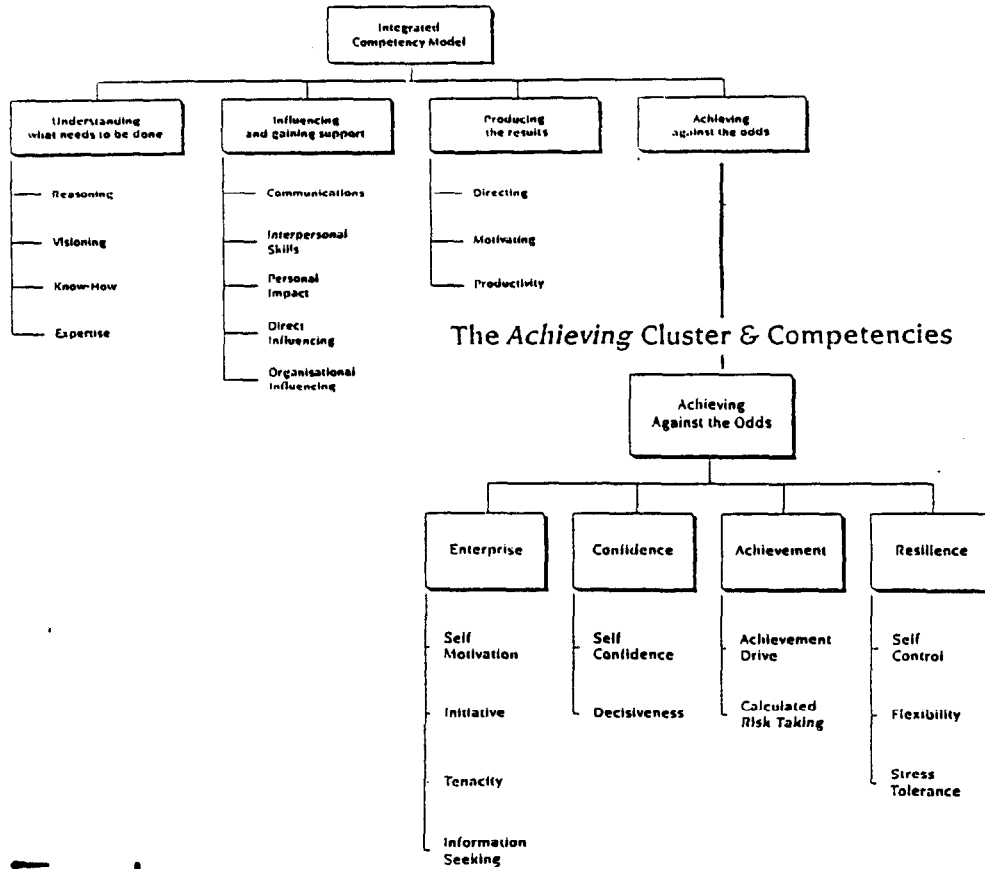 Integrated
Competency Model
Understanding
what needs to be done
Influencing
and gaining support
Producing
the results
Achieving
against the odds
Reasoning
Visioning
Know-How
Expertise
Communications
Interpersonal
Skills
Personal
Impact
Direct
Influencing
Organisational
Influencing
Directing
Motivating
Productivity
The Achieving Cluster & Competencies
Achieving
Against the Odds
Enterprise
Confidence
Achievement
Resilience
Self
Motivation
Initiative
Tenacity
Information
Seeking
Self
Confidence
Decisiveness
Achievement
Drive
Calculated
Risk Taking
Self
Control
Flexibility
Stress
Tolerance